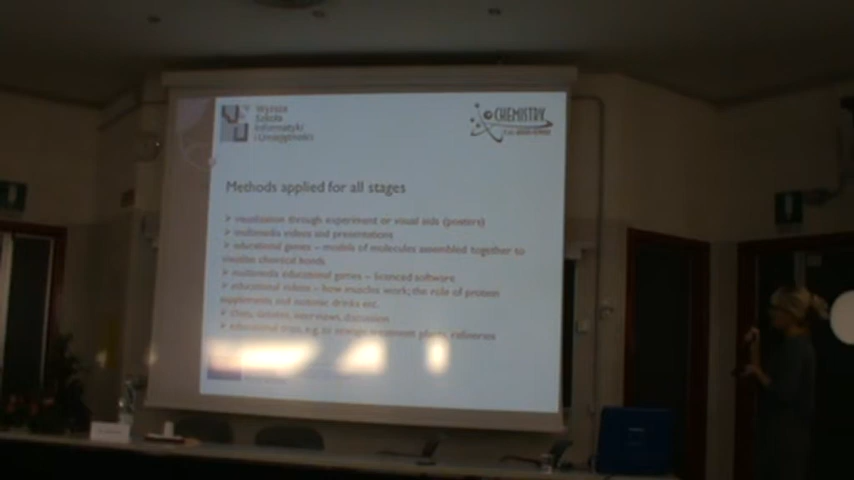 Wyższa
Szkoła
Informatyki
i Umiejętności
CHEMISTRY
Methods applied for all stages
➤ visualisation through experiment or visual aids (posters)
➤ multimedia videos and presentations
➤ educational games – models of molecules assembled together to
visualise chemical bonds
➤ multimedia educational games – licenced software
➤ educational videos – how muscles work; the role of protein
supplements and isotonic drinks etc.
➤ discussion
➤ educational trips, e.g. to sewage treatment plants, refineries